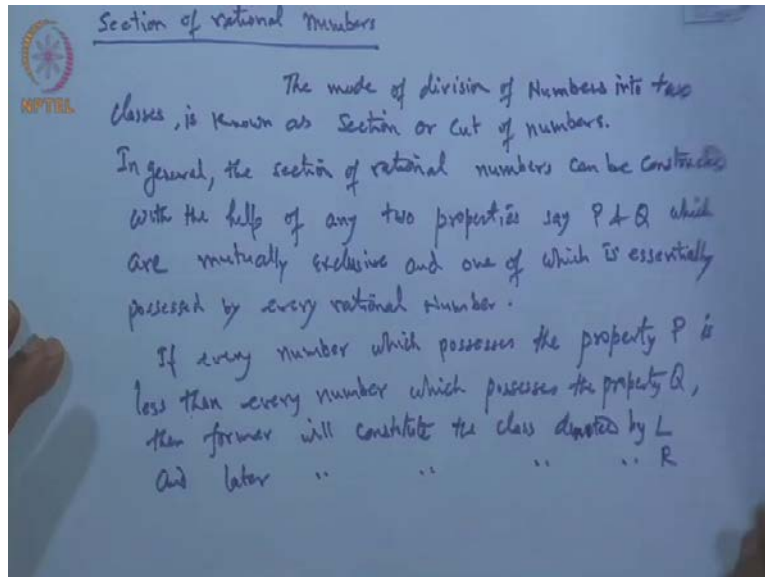 Section of rational numbers
NPTEL
The mode of division of Numbers into two
classes, is known as Section or Cut of numbers.
In general, the section of rational numbers can be constructed
with the help of any two properties say P & Q which
are mutually exclusive and one of which is essentially
possessed by every rational number.
If every number which possesses the property P is
less than every number which possesses the property Q,
then former will constitute the class denoted by L
and later " " " " R